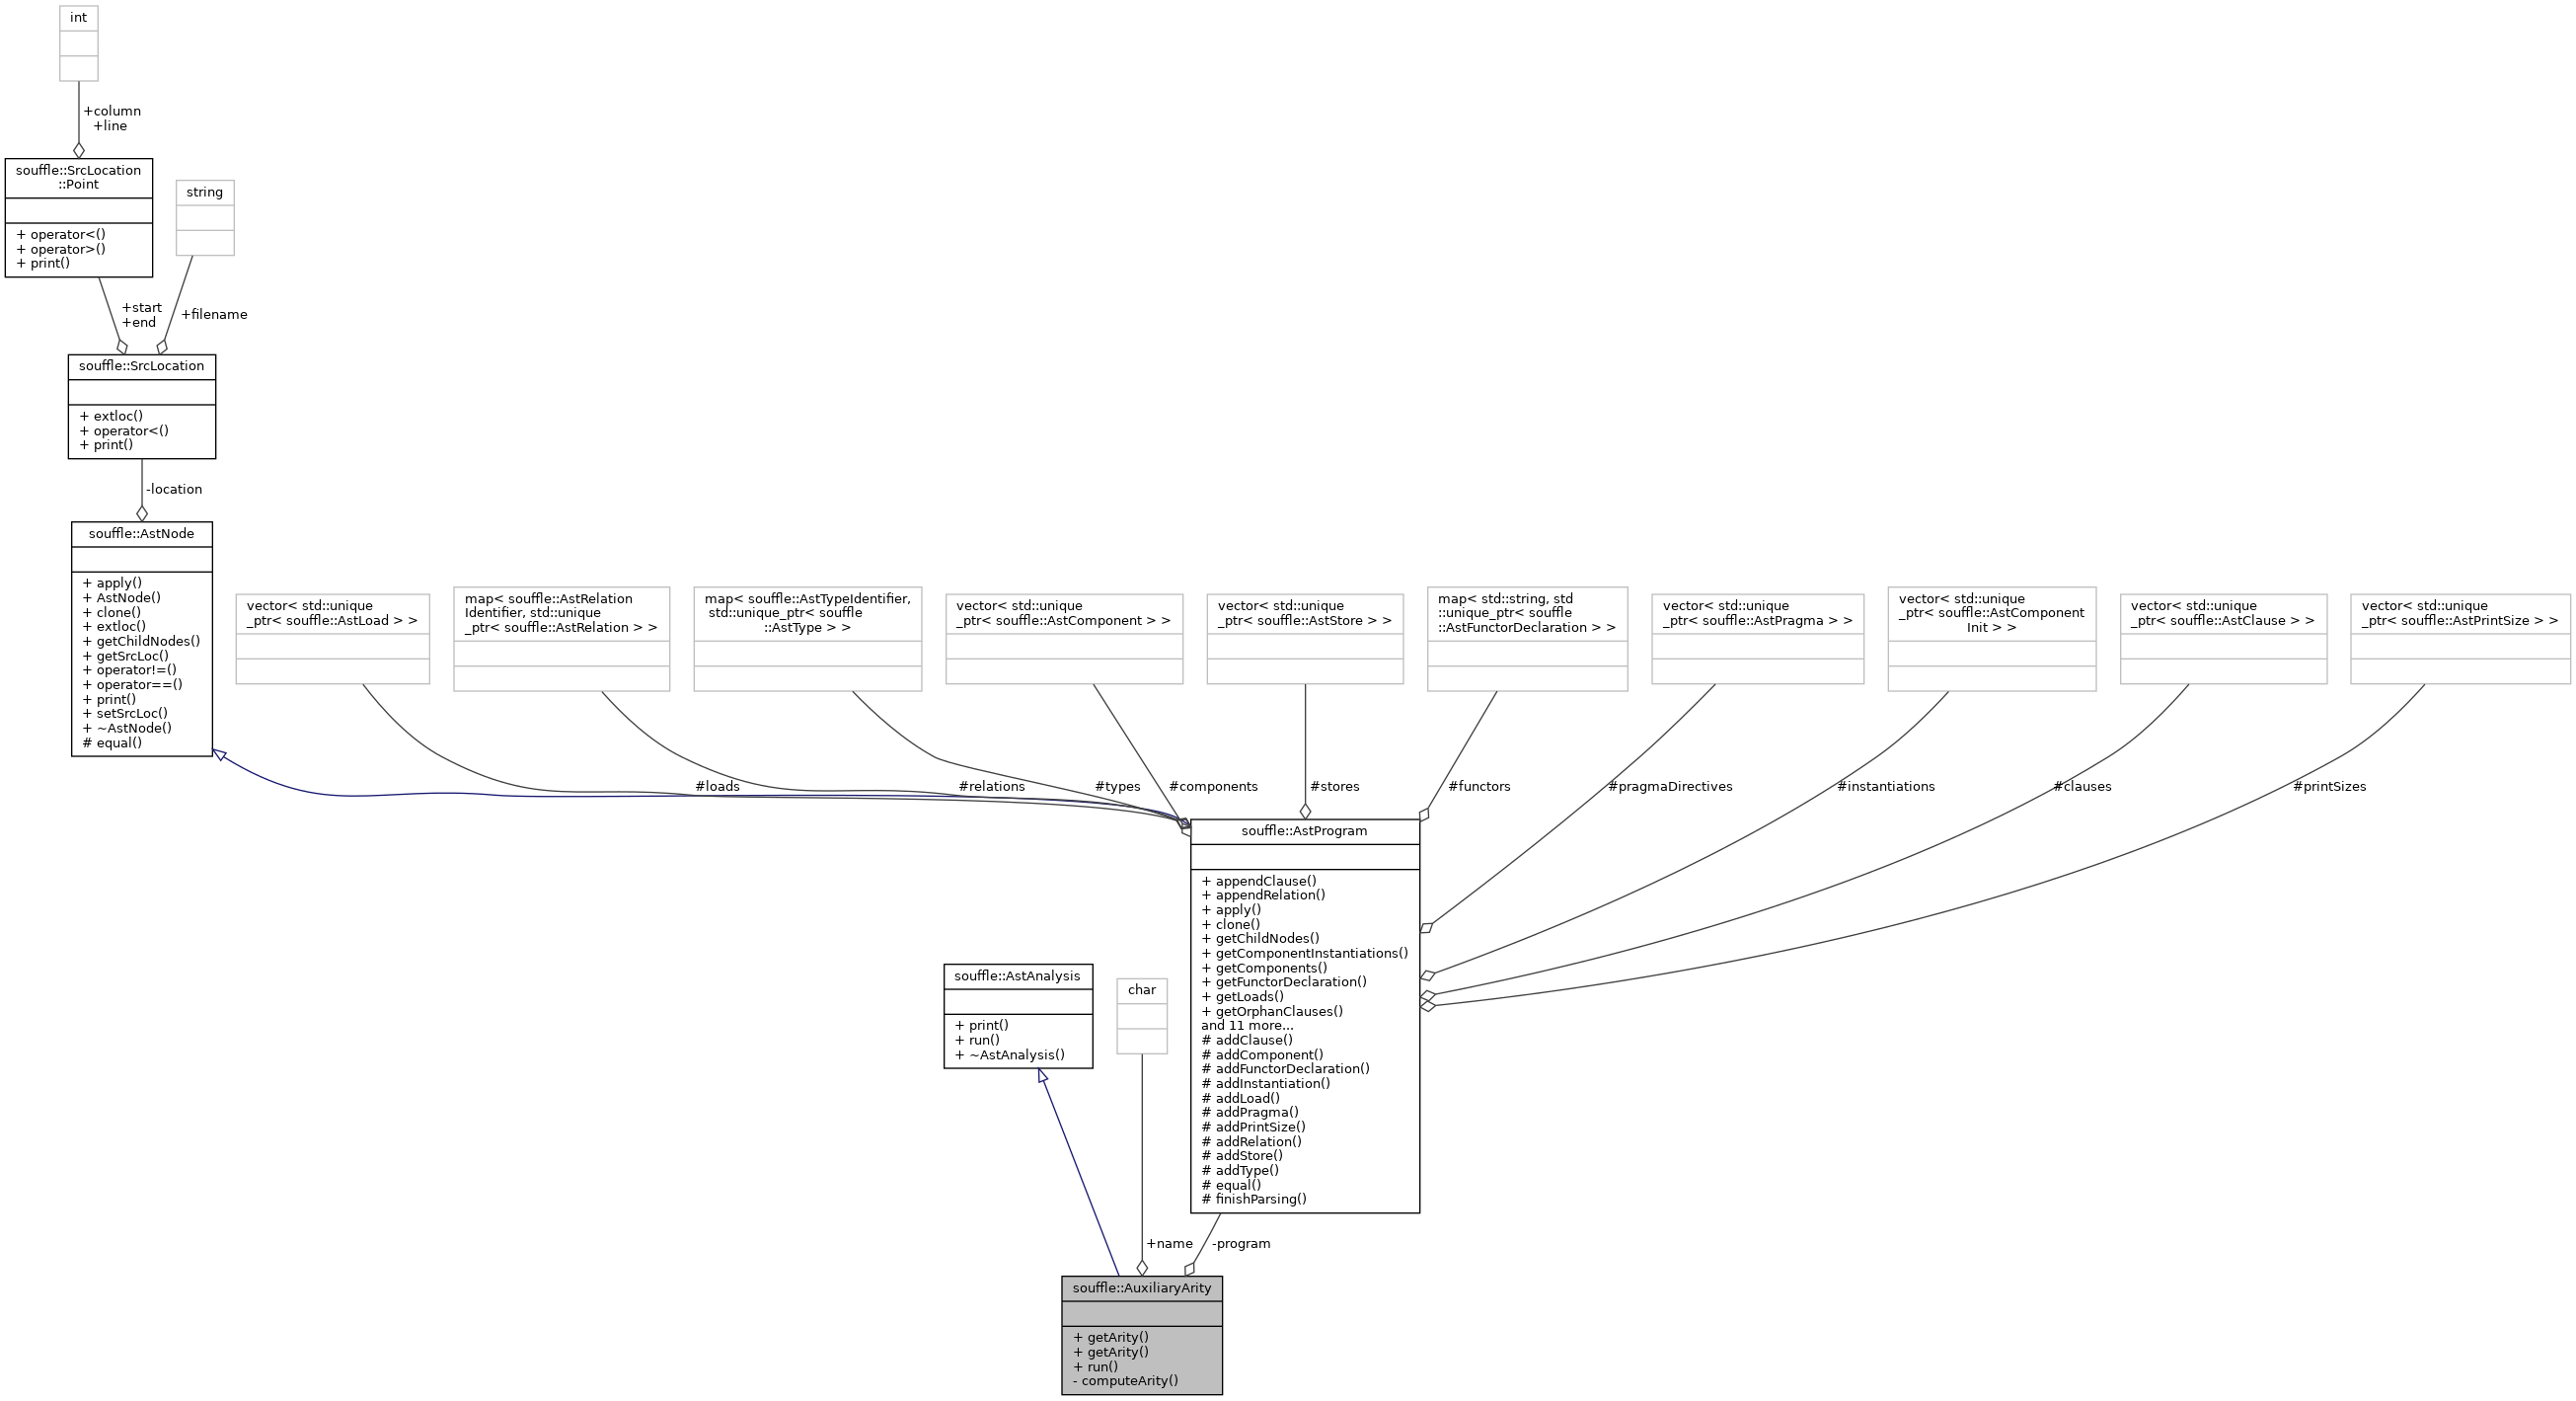 int
+column
+line
souffle::SrcLocation
::Point
+ operator<()
+ operator>()
+ print()
string
+start
+end
+filename
souffle::SrcLocation
+ extloc()
+ operator<()
+ print()
-location
souffle::AstNode
+ apply()
+ AstNode()
+ clone()
+ extloc()
+ getChildNodes()
+ getSrcLoc()
+ operator!=()
+ operator==()
+ print()
+ setSrcLoc()
+ ~AstNode()
# equal()
vector< std::unique
_ptr< souffle::AstLoad > >
map< souffle::AstRelation
Identifier, std::unique
_ptr< souffle::AstRelation > >
map< souffle::AstTypeIdentifier,
std::unique_ptr< souffle
::AstType > >
vector< std::unique
_ptr< souffle::AstComponent > >
vector< std::unique
_ptr< souffle::AstStore > >
map< std::string, std
::unique_ptr< souffle
::AstFunctorDeclaration > >
vector< std::unique
_ptr< souffle::AstPragma > >
vector< std::unique
_ptr< souffle::AstComponent
Init > >
vector< std::unique
_ptr< souffle::AstClause > >
vector< std::unique
_ptr< souffle::AstPrintSize > >
#loads
#relations
#types
#components
#stores
#functors
#pragmaDirectives
#instantiations
#clauses
#printSizes
souffle::AstProgram
+ appendClause()
+ appendRelation()
+ apply()
+ clone()
+ getChildNodes()
+ getComponentInstantiations()
+ getComponents()
+ getFunctorDeclaration()
+ getLoads()
+ getOrphanClauses()
and 11 more...
# addClause()
# addComponent()
# addFunctorDeclaration()
# addInstantiation()
# addLoad()
# addPragma()
# addPrintSize()
# addRelation()
# addStore()
# addType()
# equal()
# finishParsing()
souffle::AstAnalysis
+ print()
+ run()
+ ~AstAnalysis()
char
+name
-program
souffle::AuxiliaryArity
+ getArity()
+ getArity()
+ run()
- computeArity()